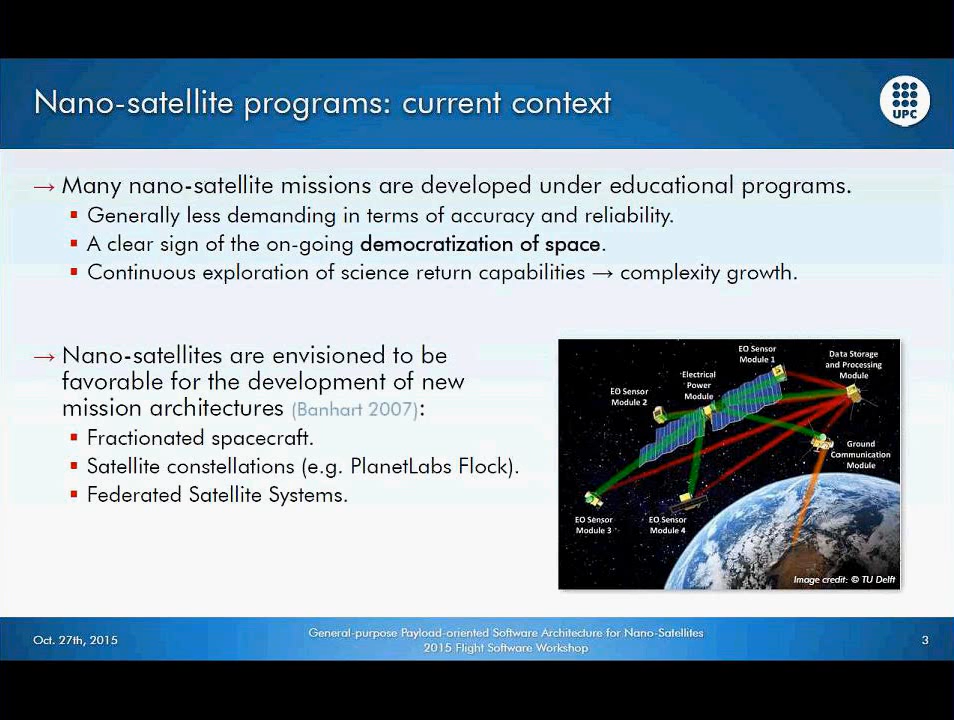 Nano-satellite programs: current context
UPC
→ Many nano-satellite missions are developed under educational programs.
▪ Generally less demanding in terms of accuracy and reliability.
▪ A clear sign of the on-going democratization of space.
▪ Continuous exploration of science return capabilities → complexity growth.
→ Nano-satellites are envisioned to be
favorable for the development of new
mission architectures (Banhart 2007):
▪ Fractionated spacecraft.
▪ Satellite constellations (e.g. PlanetLabs Flock).
▪ Federated Satellite Systems.
EO Sensor
Module 1
Data Storage
and Processing
Module
Electrical
Power
Module
EO Sensor
Module 2
Ground
Communication
Module
EO Sensor
Module 3
EO Sensor
Module 4
Image credit: © TU Delft
Oct. 27th, 2015
General-purpose Payload-oriented Software Architecture for Nano-Satellites
2015 Flight Software Workshop
3